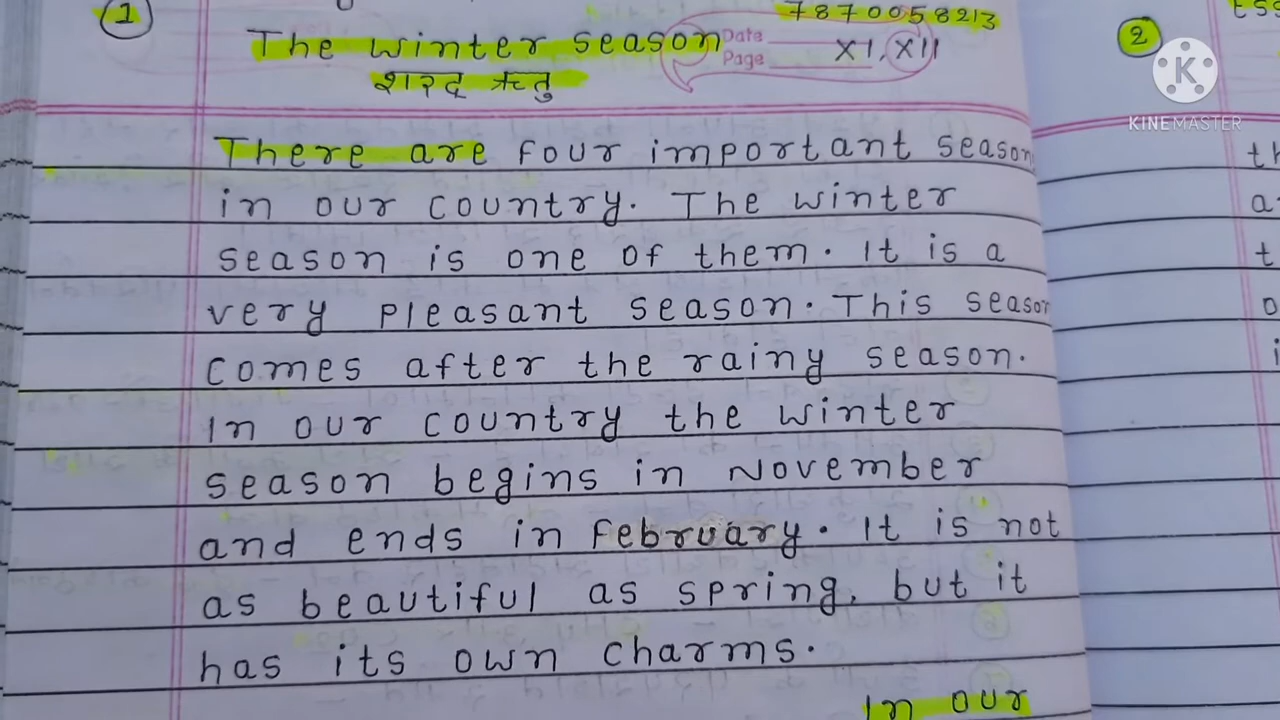 1
7870058213
The winter season
Date
Page
XI, XII
शरद ऋतु
There are four important season
in our country. The winter
season is one of them. It is a
very pleasant season. This season
comes after the rainy season.
In our country the winter
season begins in November
and ends in february. It is not
as beautiful as spring, but it
has its own charms.
In our
2
K
KINEMASTER